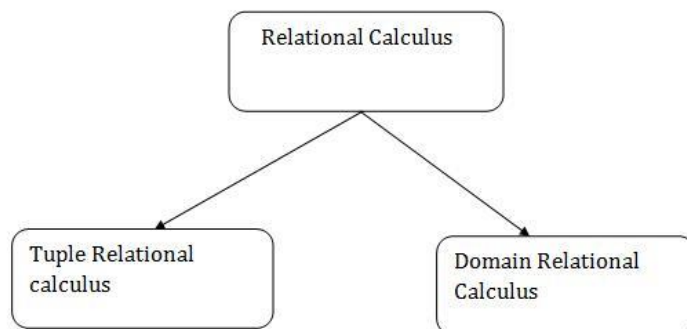 Relational Calculus
Tuple Relational
calculus
Domain Relational
Calculus